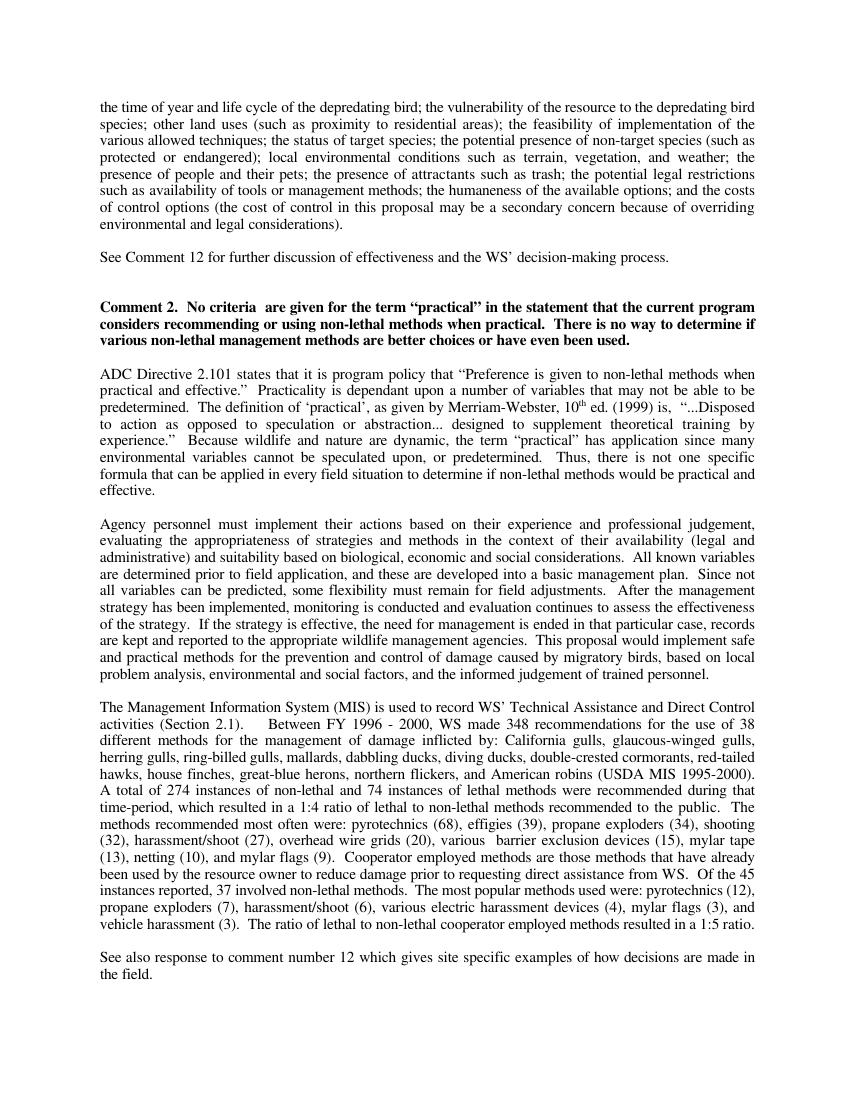 the time of year and life cycle of the depredating bird; the vulnerability of the resource to the depredating bird
species; other land uses (such as proximity to residential areas); the feasibility of implementation of the
various allowed techniques; the status of target species; the potential presence of non-target species (such as
protected or endangered); local environmental conditions such as terrain, vegetation, and weather; the
presence of people and their pets; the presence of attractants such as trash; the potential legal restrictions
such as availability of tools or management methods; the humaneness of the available options; and the costs
of control options (the cost of control in this proposal may be a secondary concern because of overriding
environmental and legal considerations).
See Comment 12 for further discussion of effectiveness and the WS’ decision-making process.
Comment 2. No criteria are given for the term “practical” in the statement that the current program
considers recommending or using non-lethal methods when practical. There is no way to determine if
various non-lethal management methods are better choices or have even been used.
ADC Directive 2.101 states that it is program policy that “Preference is given to non-lethal methods when
practical and effective.” Practicality is dependant upon a number of variables that may not be able to be
predetermined. The definition of ‘practical’, as given by Merriam-Webster, 10th ed. (1999) is, “...Disposed
to action as opposed to speculation or abstraction... designed to supplement theoretical training by
experience.” Because wildlife and nature are dynamic, the term “practical” has application since many
environmental variables cannot be speculated upon, or predetermined. Thus, there is not one specific
formula that can be applied in every field situation to determine if non-lethal methods would be practical and
effective.
Agency personnel must implement their actions based on their experience and professional judgement,
evaluating the appropriateness of strategies and methods in the context of their availability (legal and
administrative) and suitability based on biological, economic and social considerations. All known variables
are determined prior to field application, and these are developed into a basic management plan. Since not
all variables can be predicted, some flexibility must remain for field adjustments. After the management
strategy has been implemented, monitoring is conducted and evaluation continues to assess the effectiveness
of the strategy. If the strategy is effective, the need for management is ended in that particular case, records
are kept and reported to the appropriate wildlife management agencies. This proposal would implement safe
and practical methods for the prevention and control of damage caused by migratory birds, based on local
problem analysis, environmental and social factors, and the informed judgement of trained personnel.
The Management Information System (MIS) is used to record WS’ Technical Assistance and Direct Control
activities (Section 2.1). Between FY 1996 - 2000, WS made 348 recommendations for the use of 38
different methods for the management of damage inflicted by: California gulls, glaucous-winged gulls,
herring gulls, ring-billed gulls, mallards, dabbling ducks, diving ducks, double-crested cormorants, red-tailed
hawks, house finches, great-blue herons, northern flickers, and American robins (USDA MIS 1995-2000).
A total of 274 instances of non-lethal and 74 instances of lethal methods were recommended during that
time-period, which resulted in a 1:4 ratio of lethal to non-lethal methods recommended to the public. The
methods recommended most often were: pyrotechnics (68), effigies (39), propane exploders (34), shooting
(32), harassment/shoot (27), overhead wire grids (20), various barrier exclusion devices (15), mylar tape
(13), netting (10), and mylar flags (9). Cooperator employed methods are those methods that have already
been used by the resource owner to reduce damage prior to requesting direct assistance from WS. Of the 45
instances reported, 37 involved non-lethal methods. The most popular methods used were: pyrotechnics (12),
propane exploders (7), harassment/shoot (6), various electric harassment devices (4), mylar flags (3), and
vehicle harassment (3). The ratio of lethal to non-lethal cooperator employed methods resulted in a 1:5 ratio.
See also response to comment number 12 which gives site specific examples of how decisions are made in
the field.